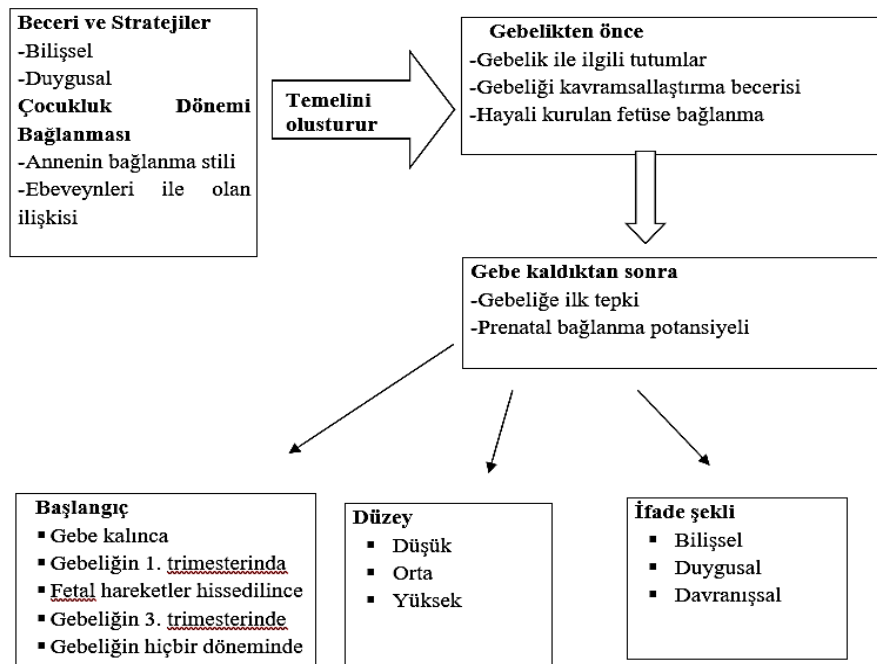 Beceri ve Stratejiler
-Bilişsel
-Duygusal
Çocukluk Dönemi
Bağlanması
-Annenin bağlanma stili
-Ebeveynleri ile olan
ilişkisi
Temelini
olusturur
Gebelikten önce
-Gebelik ile ilgili tutumlar
-Gebeliği kavramsallaştırma becerisi
-Hayali kurulan fetüse bağlanma
Gebe kaldıktan sonra
-Gebeliğe ilk tepki
-Prenatal bağlanma potansiyeli
Başlangıç
▪ Gebe kalınca
▪ Gebeliğin 1. trimesterinda
▪ Fetal hareketler hissedilince
▪ Gebeliğin 3. trimesterinde
▪ Gebeliğin hiçbir döneminde
Düzey
▪ Düşük
▪ Orta
▪ Yüksek
İfade şekli
▪ Bilişsel
▪ Duygusal
▪ Davranışsal